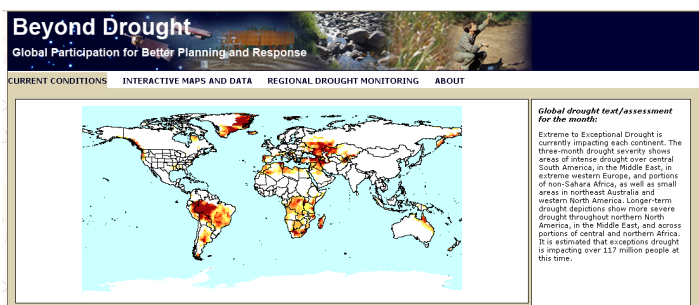 Beyond Drought
Global Participation for Better Planning and Response
CURRENT CONDITIONS INTERACTIVE MAPS AND DATA REGIONAL DROUGHT MONITORING ABOUT
Global drought text/assessment
for the month:
Extreme to Exceptional Drought is
currently impacting each continent. The
three-month drought severity shows
areas of intense drought over central
South America, in the Middle East, in
extreme western Europe, and portions
of non-Sahara Africa, as well as small
areas in northeast Australia and
western North America. Longer-term
drought depictions show more severe
drought throughout northern North
America, in the Middle East, and across
portions of central and northern Africa.
It is estimated that exceptions drought
is impacting over 117 million people at
this time.